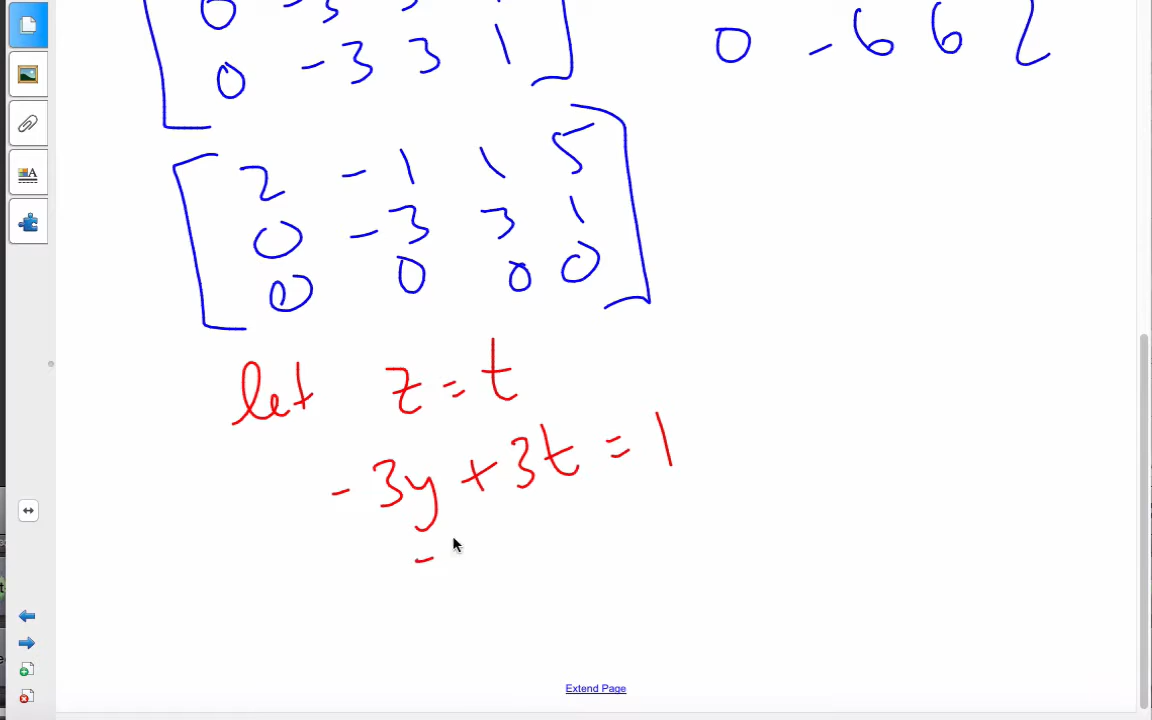 0 -3 3 1
0 -6 6 2
2 -1 1 5
0 -3 3 1
0 0 0 0
let z = t
-3y + 3t = 1
-
Extend Page